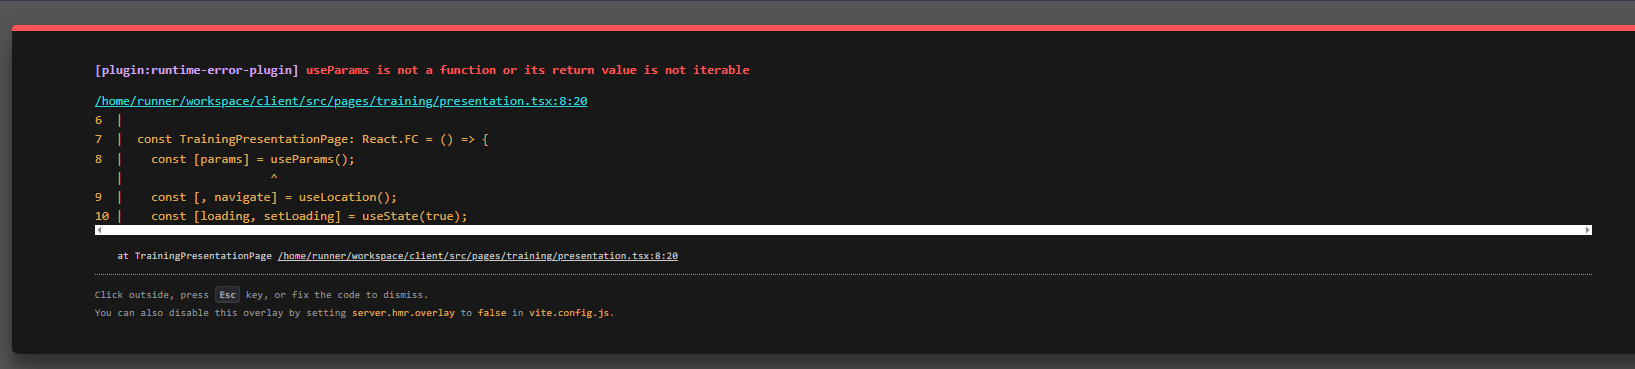 [plugin:runtime-error-plugin] useParams is not a function or its return value is not iterable
/home/runner/workspace/client/src/pages/training/presentation.tsx:8:20
6  |
7  |  const TrainingPresentationPage: React.FC = () => {
8  |    const [params] = useParams();
   |                     ^
9  |    const [, navigate] = useLocation();
10 |    const [loading, setLoading] = useState(true);
at TrainingPresentationPage /home/runner/workspace/client/src/pages/training/presentation.tsx:8:20
Click outside, press Esc key, or fix the code to dismiss.
You can also disable this overlay by setting server.hmr.overlay to false in vite.config.js.